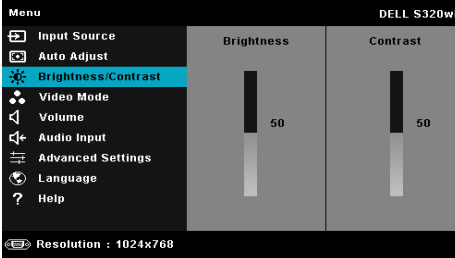 Menu DELL S320wi
Input Source
Auto Adjust
Brightness/Contrast
Video Mode
Volume
Audio Input
Advanced Settings
Language
? Help
Brightness Contrast
50 50
Resolution : 1024x768